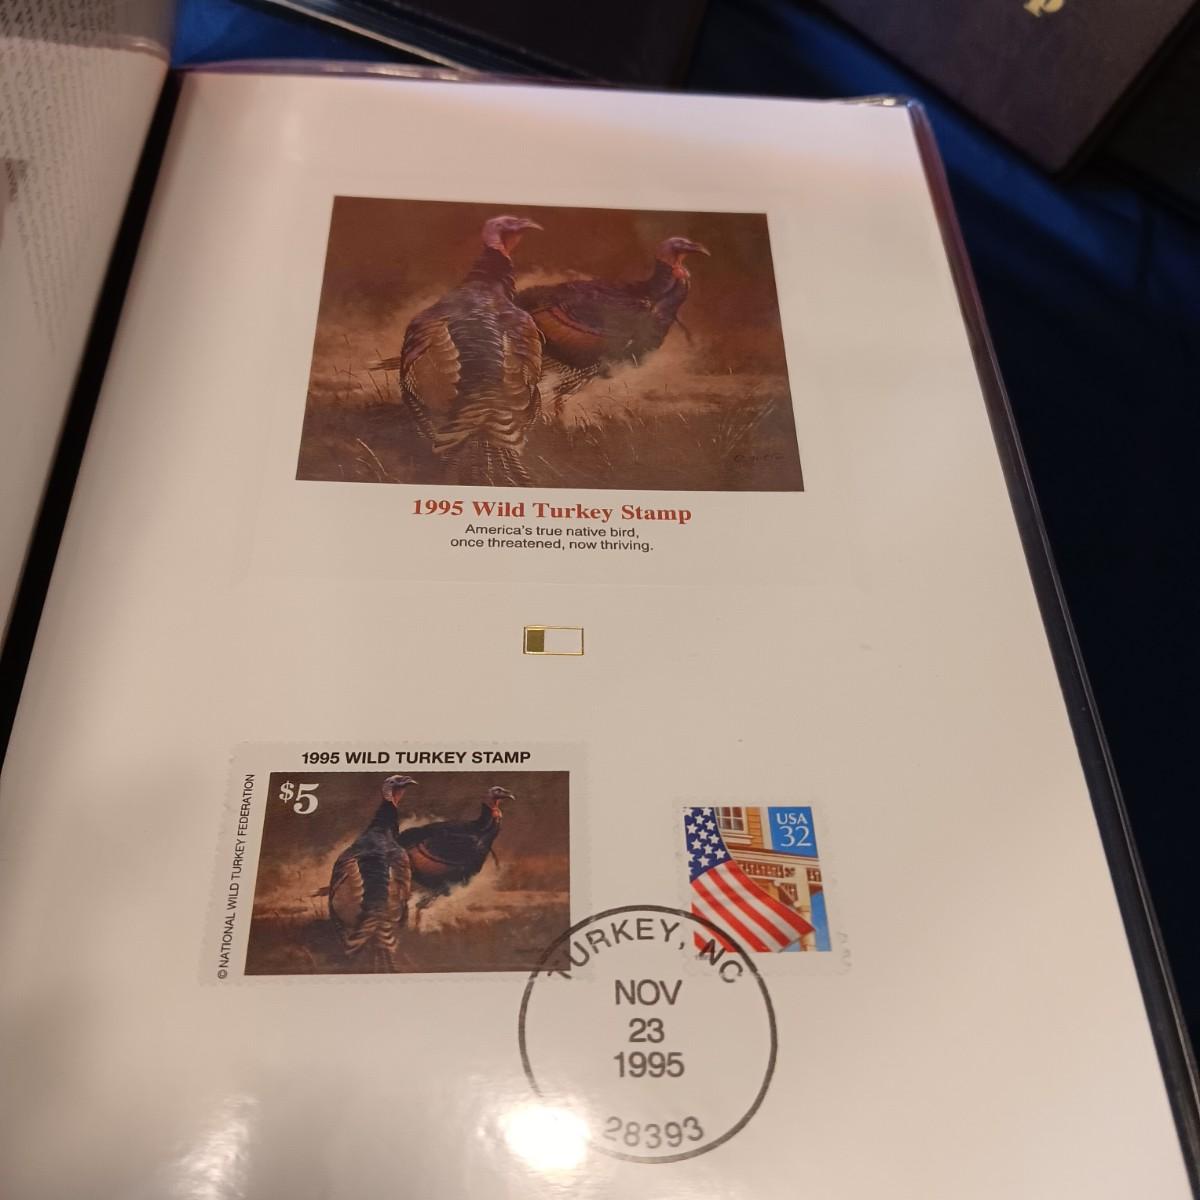 1995 Wild Turkey Stamp
America's true native bird,
once threatened, now thriving.
1995 WILD TURKEY STAMP
$5
© NATIONAL WILD TURKEY FEDERATION
USA
32
TURKEY, NC
NOV
23
1995
28393